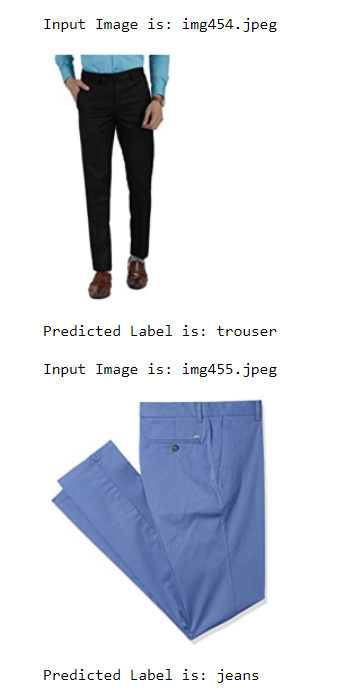 Input Image is: img454.jpeg
Predicted Label is: trouser
Input Image is: img455.jpeg
Predicted Label is: jeans